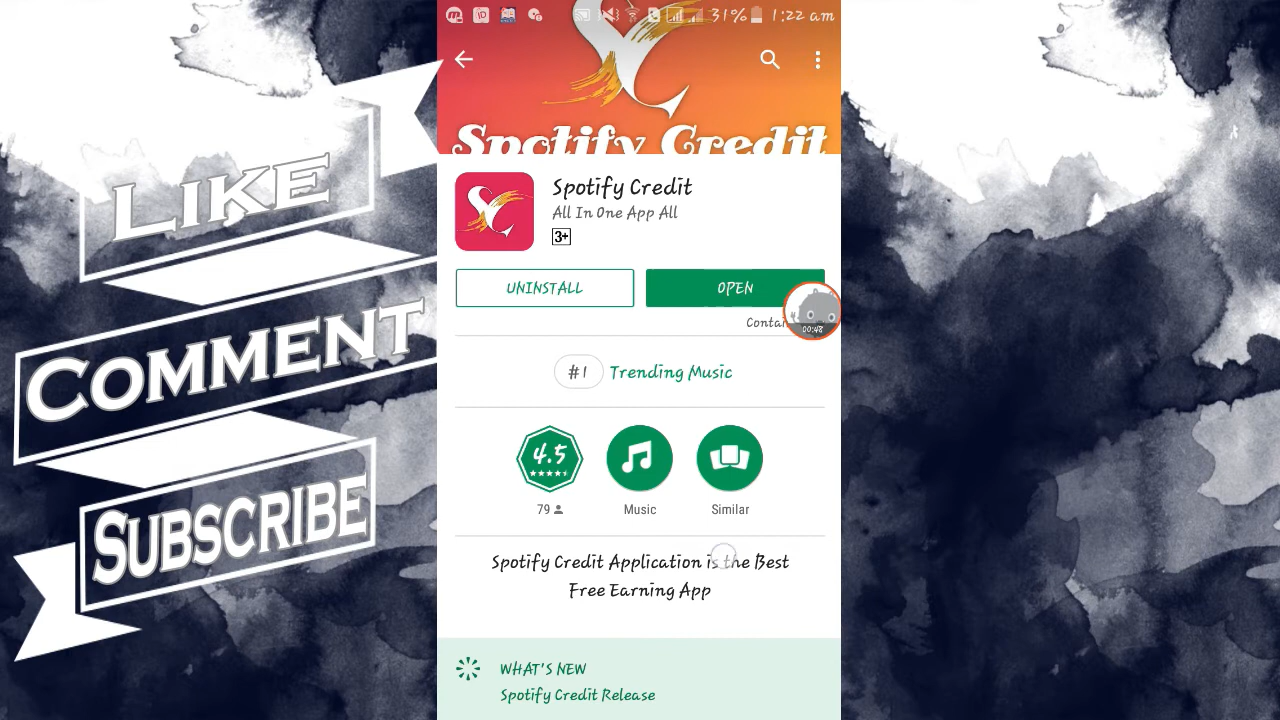 LIKE
COMMENT
SUBSCRIBE
31% 1:22 am
Spotify Credit
Spotify Credit
All In One App All
3+
UNINSTALL
OPEN
00:48
#1 Trending Music
4.5
79
Music
Similar
Spotify Credit Application is the Best
Free Earning App
WHAT'S NEW
Spotify Credit Release